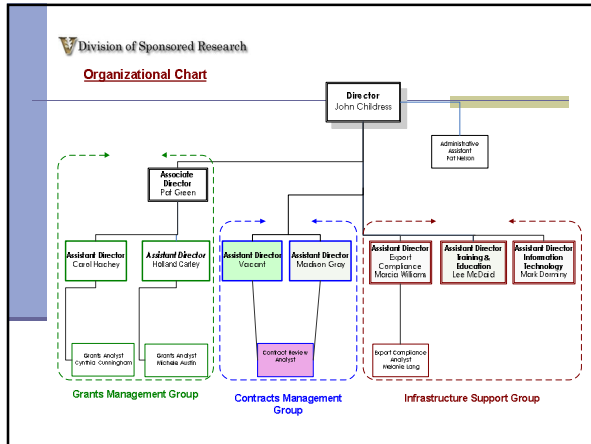 Division of Sponsored Research
Organizational Chart
Director
John Childress
Administrative
Assistant
Pat Nelson
Associate
Director
Pat Green
Assistant Director
Carol Haichey
Assistant Director
Holland Carley
Assistant Director
Vacant
Assistant Director
Madison Gray
Assistant Director
Export
Compliance
Marcia Williams
Assistant Director
Training &
Education
Lee McDaid
Assistant Director
Information
Technology
Mark Dorminy
Grants Analyst
Cynthia Cunningham
Grants Analyst
Michele Austin
Contract Review
Analyst
Export Compliance
Analyst
Melanie Lang
Grants Management Group
Contracts Management
Group
Infrastructure Support Group